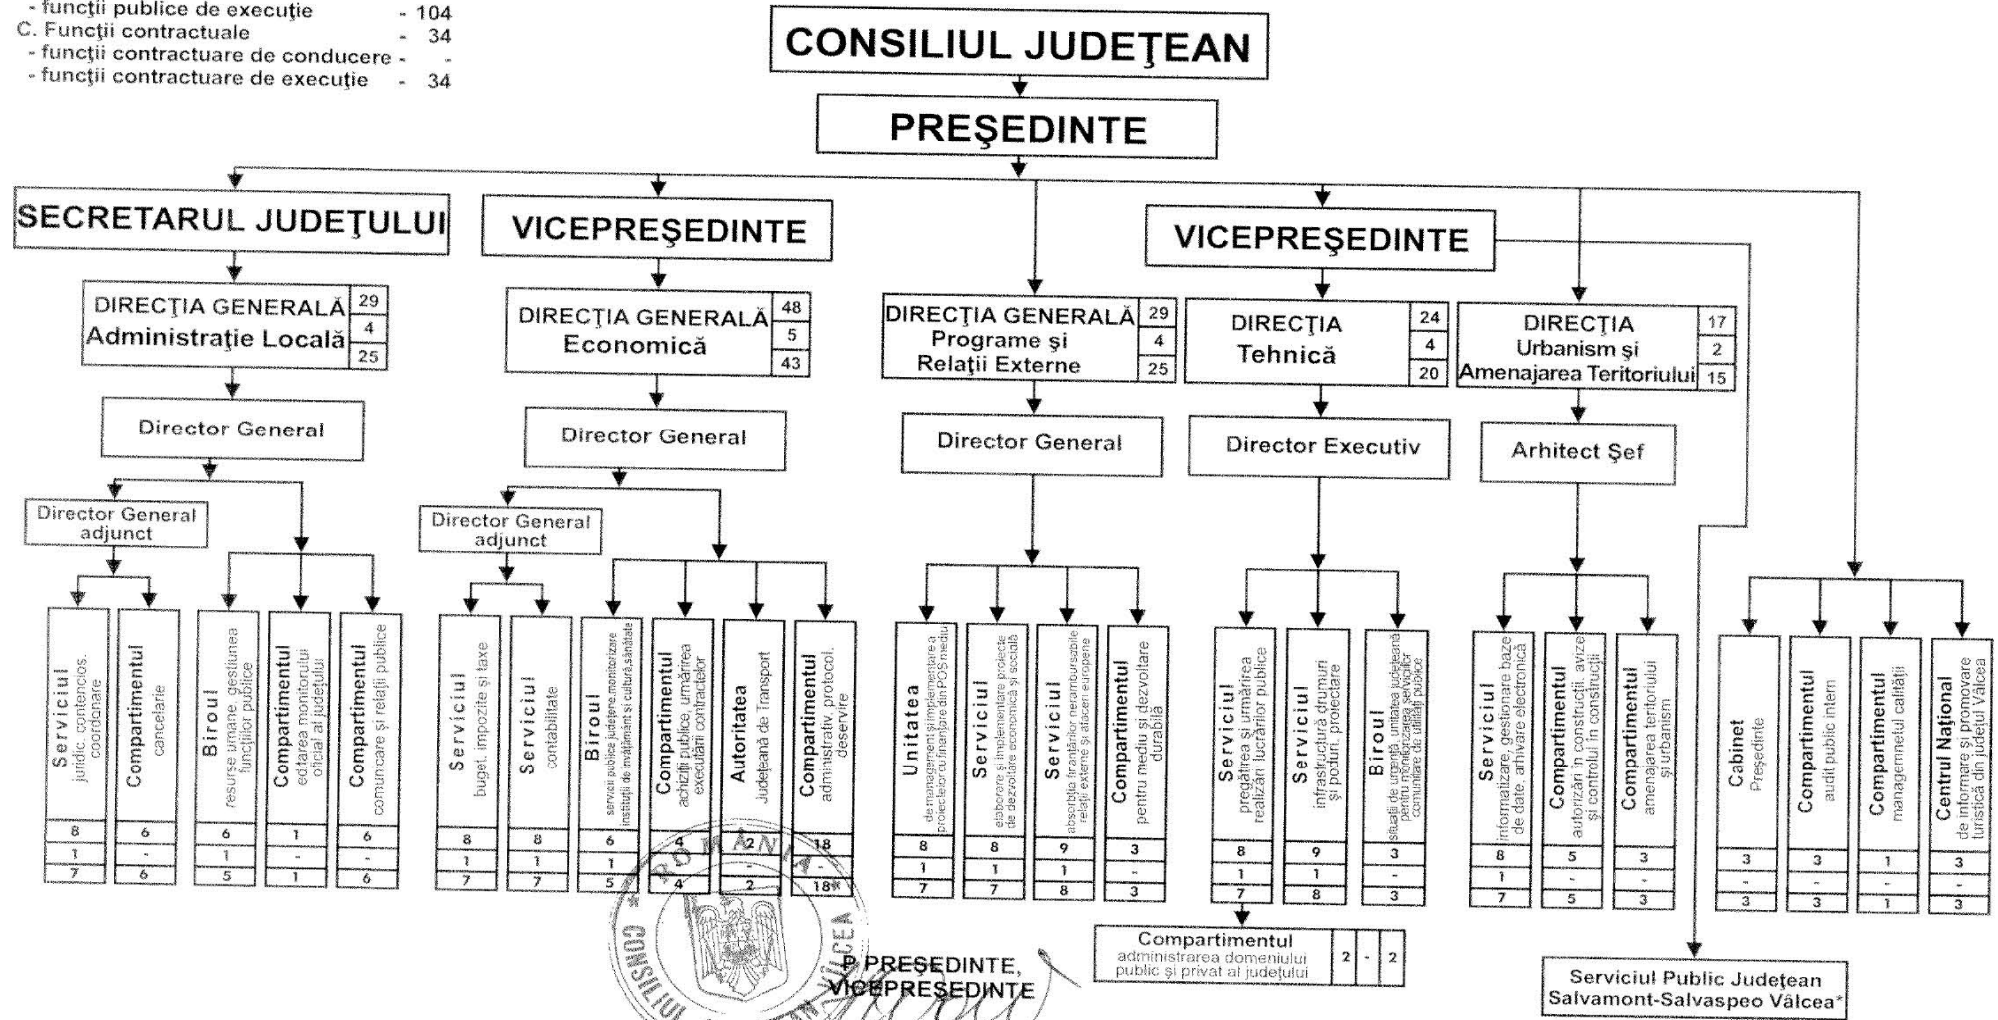 - funcţii publice de execuţie - 104
C. Funcţii contractuale - 34
- funcţii contractuare de conducere - -
- funcţii contractuare de execuţie - 34
CONSILIUL JUDEŢEAN
PREŞEDINTE
SECRETARUL JUDEŢULUI
VICEPREŞEDINTE
VICEPREŞEDINTE
DIRECŢIA GENERALĂ
Administraţie Locală
29
4
25
DIRECŢIA GENERALĂ
Economică
48
5
43
DIRECŢIA GENERALĂ
Programe şi
Relaţii Externe
29
4
25
DIRECŢIA
Tehnică
24
4
20
DIRECŢIA
Urbanism şi
Amenajarea Teritoriului
17
2
15
Director General
Director General
Director General
Director Executiv
Arhitect Şef
Director General
adjunct
Director General
adjunct
Serviciul
juridic, contencios,
coordonare
8
1
7
Compartimentul
cancelarie
6
-
6
Biroul
resurse umane, gestiunea
funcţiilor publice
6
1
5
Compartimentul
editarea monitorului
oficial al judeţului
1
-
1
Compartimentul
comunicare şi relaţii publice
6
-
6
Serviciul
buget, impozite şi taxe
8
1
7
Serviciul
contabilitate
8
1
7
Biroul
servicii publice judeţene, monitorizare
instituţii de învăţământ şi cultură, sănătate
6
1
5
Compartimentul
achiziţii publice, urmărirea
executării contractelor
4
-
4
Autoritatea
Judeţeană de Transport
2
-
2
Compartimentul
administrativ, protocol,
deservire
18
-
18*
Unitatea
de management şi implementare a
proiectelor cu finanţare din POS mediu
8
1
7
Serviciul
elaborare şi implementare proiecte
de dezvoltare economică şi socială
8
1
7
Serviciul
absorbţia finanţărilor nerambursabile
relaţii externe şi afaceri europene
9
1
8
Compartimentul
pentru mediu şi dezvoltare
durabilă
3
-
3
Serviciul
pregătirea şi urmărirea
realizări lucrărilor publice
8
1
7
Serviciul
infrastructură drumuri
şi poduri, proiectare
9
1
8
Biroul
situaţii de urgenţă, unitatea judeţeană
pentru monitorizarea serviciilor
comunitare de utilităţi publice
3
-
3
Serviciul
informatizare, gestionare baze
de date, arhivare electronică
8
1
7
Compartimentul
autorizări în construcţii, avize
şi controlul în construcţii
5
-
5
Compartimentul
amenajarea teritoriului
şi urbanism
3
-
3
Cabinet
Preşedinte
3
-
3
Compartimentul
audit public intern
3
-
3
Compartimentul
managementul calităţii
1
-
1
Centrul Naţional
de informare şi promovare
turistică din judeţul Vâlcea
3
-
3
Compartimentul
administrarea domeniului
public şi privat al judeţului
2 - 2
Serviciul Public Judeţean
Salvamont-Salvaspeo Vâlcea*
P. PREŞEDINTE,
VICEPREŞEDINTE
ROMÂNIA
CONSILIUL
VÂLCEA